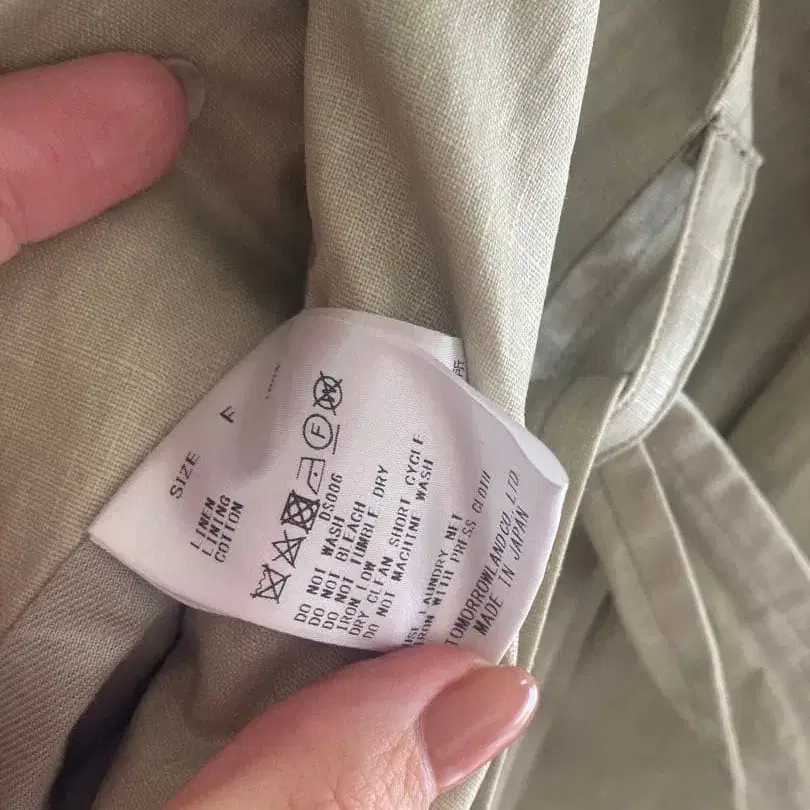 SIZE F
LINEN
LINING
COTTON
DS006
DO NOT WASH
DO NOT BLEACH
DO NOT TUMBLE DRY
IRON LOW
DRY CLEAN SHORT CYCLE
DO NOT MACHINE WASH
LAUNDRY NET
IRON WITH PRESS CLOTH
TOMORROWLAND CO., LTD.
MADE IN JAPAN
所